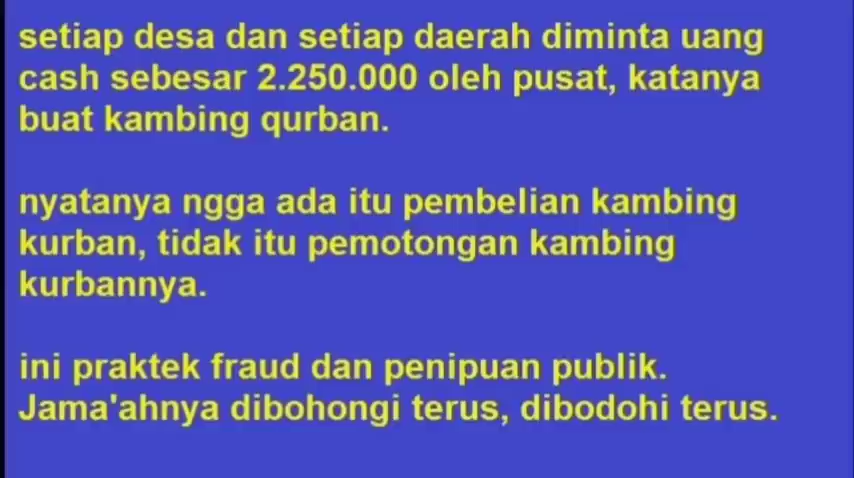 setiap desa dan setiap daerah diminta uang
cash sebesar 2.250.000 oleh pusat, katanya
buat kambing qurban.
nyatanya ngga ada itu pembelian kambing
kurban, tidak itu pemotongan kambing
kurbannya.
ini praktek fraud dan penipuan publik.
Jama'ahnya dibohongi terus, dibodohi terus.